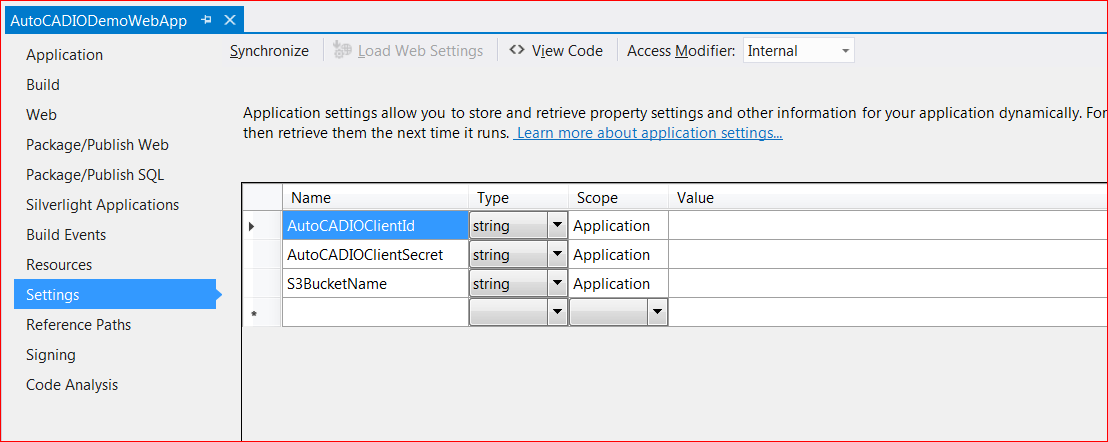 AutoCADIODemoWebApp
Application
Build
Web
Package/Publish Web
Package/Publish SQL
Silverlight Applications
Build Events
Resources
Settings
Reference Paths
Signing
Code Analysis
Synchronize Load Web Settings <> View Code Access Modifier: Internal
Application settings allow you to store and retrieve property settings and other information for your application dynamically. For
then retrieve them the next time it runs. Learn more about application settings...
Name Type Scope Value
AutoCADIOClientId string Application
AutoCADIOClientSecret string Application
S3BucketName string Application
*